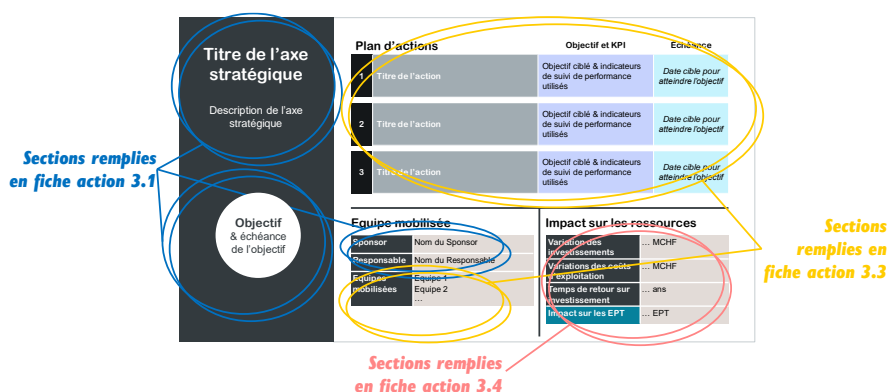 Titre de l'axe
stratégique
Description de l'axe
stratégique
Objectif
& échéance
de l'objectif
Sections remplies
en fiche action 3.1
Plan d'actions
Objectif et KPI
Echéance
1
Titre de l'action
Objectif ciblé & indicateurs
de suivi de performance
utilisés
Date cible pour
atteindre l'objectif
2
Titre de l'action
Objectif ciblé & indicateurs
de suivi de performance
utilisés
Date cible pour
atteindre l'objectif
3
Titre de l'action
Objectif ciblé & indicateurs
de suivi de performance
utilisés
Date cible pour
atteindre l'objectif
Equipe mobilisée
Sponsor
Nom du Sponsor
Responsable
Nom du Responsable
Equipes
mobilisées
Equipe 1
Equipe 2
…
Impact sur les ressources
Variation des
investissements
… MCHF
Variations des coûts
d'exploitation
… MCHF
Temps de retour sur
investissement
… ans
Impact sur les EPT
… EPT
Sections
remplies en
fiche action 3.3
Sections remplies
en fiche action 3.4